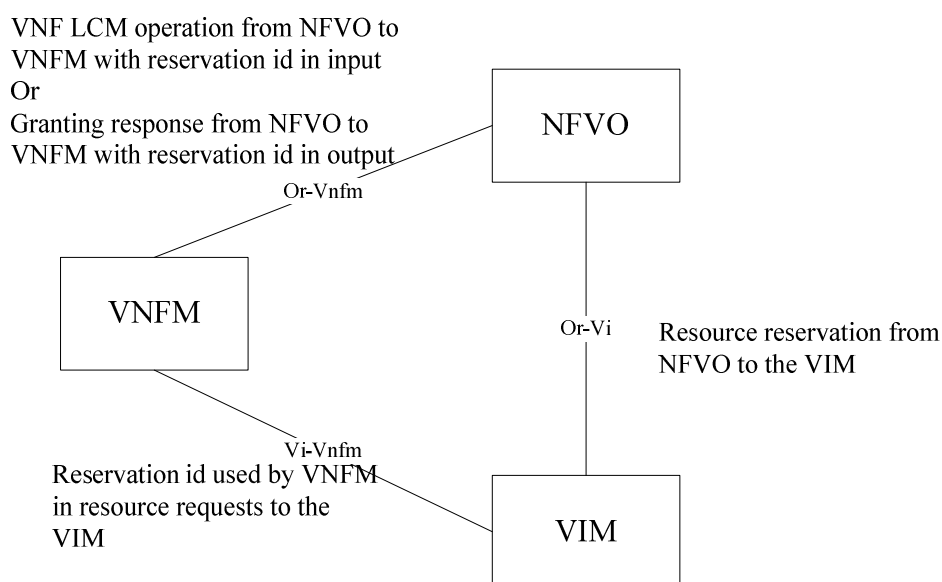 VNF LCM operation from NFVO to
VNFM with reservation id in input
Or
Granting response from NFVO to
VNFM with reservation id in output
NFVO
Or-Vnfm
VNFM
Or-Vi
Resource reservation from
NFVO to the VIM
Vi-Vnfm
Reservation id used by VNFM
in resource requests to the
VIM
VIM